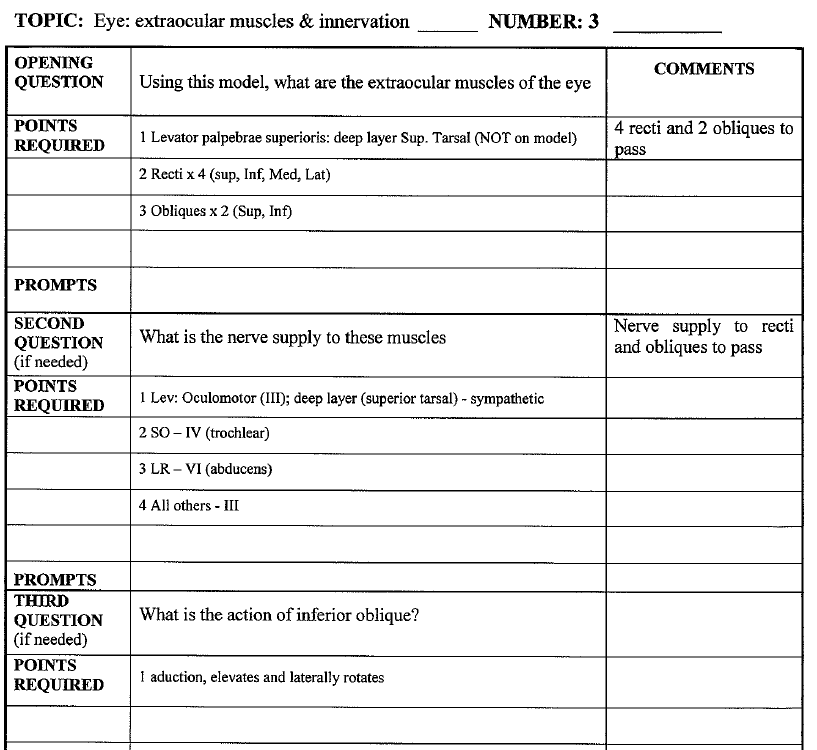 TOPIC: Eye: extraocular muscles & innervation ______ NUMBER: 3 ___________
OPENING QUESTION
Using this model, what are the extraocular muscles of the eye
COMMENTS
POINTS REQUIRED
1 Levator palpebrae superioris: deep layer Sup. Tarsal (NOT on model)
4 recti and 2 obliques to pass
2 Recti x 4 (sup, Inf, Med, Lat)
3 Obliques x 2 (Sup, Inf)
PROMPTS
SECOND QUESTION (if needed)
What is the nerve supply to these muscles
Nerve supply to recti and obliques to pass
POINTS REQUIRED
1 Lev: Oculomotor (III); deep layer (superior tarsal) - sympathetic
2 SO – IV (trochlear)
3 LR – VI (abducens)
4 All others - III
PROMPTS
THIRD QUESTION (if needed)
What is the action of inferior oblique?
POINTS REQUIRED
1 aduction, elevates and laterally rotates